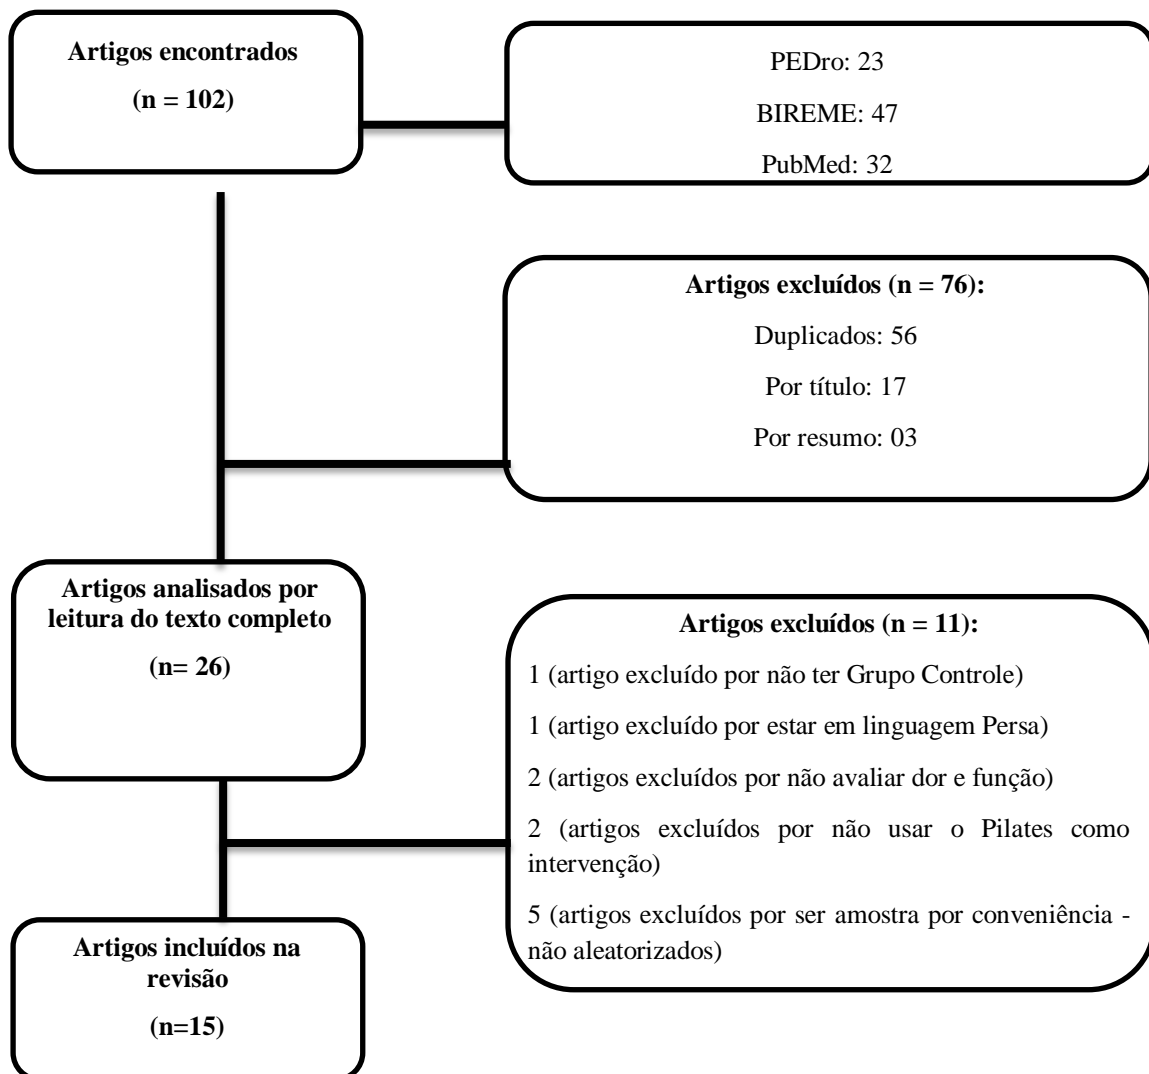 Artigos encontrados
(n = 102)
PEDro: 23
BIREME: 47
PubMed: 32
Artigos excluídos (n = 76):
Duplicados: 56
Por título: 17
Por resumo: 03
Artigos analisados por
leitura do texto completo
(n= 26)
Artigos excluídos (n = 11):
1 (artigo excluído por não ter Grupo Controle)
1 (artigo excluído por estar em linguagem Persa)
2 (artigos excluídos por não avaliar dor e função)
2 (artigos excluídos por não usar o Pilates como
intervenção)
5 (artigos excluídos por ser amostra por conveniência -
não aleatorizados)
Artigos incluídos na
revisão
(n=15)